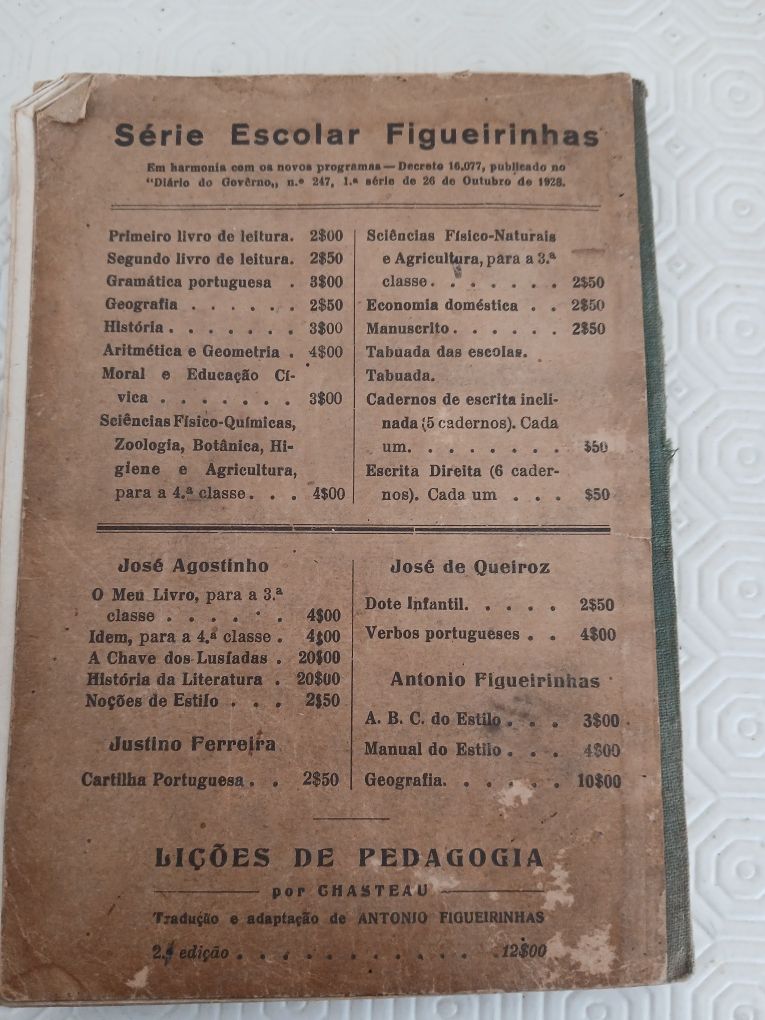 Série Escolar Figueirinhas
Em harmonia com os novos programas — Decreto 16.077, publicado no
"Diário do Govêrno„ n.º 247, 1.ª série de 26 de Outubro de 1928.
Primeiro livro de leitura. 2$00
Segundo livro de leitura. 2$50
Gramática portuguesa . 3$00
Geografia . . . . . . 2$50
História . . . . . . . 3$00
Aritmética e Geometria . 4$00
Moral e Educação Cí-
vica . . . . . . . 3$00
Sciências Físico-Químicas,
Zoologia, Botânica, Hi-
giene e Agricultura,
para a 4.ª classe . . . 4$00
Sciências Físico-Naturais
e Agricultura, para a 3.ª
classe . . . . . . . 2$50
Economia doméstica . . 2$50
Manuscrito . . . . . . 2$50
Tabuada das escolas.
Tabuada.
Cadernos de escrita incli-
nada (5 cadernos). Cada
um. . . . . . . . $50
Escrita Direita (6 cader-
nos). Cada um . . . $50
José Agostinho
O Meu Livro, para a 3.ª
classe . . . . . . 4$00
Idem, para a 4.ª classe . 4$00
A Chave dos Lusíadas . 20$00
História da Literatura . 20$00
Noções de Estilo . . . 2$50
Justino Ferreira
Cartilha Portuguesa . . 2$50
José de Queiroz
Dote Infantil. . . . . 2$50
Verbos portugueses . . 4$00
Antonio Figueirinhas
A. B. C. do Estilo . . . 3$00
Manual do Estilo . . . 4$00
Geografia. . . . . . 10$00
LIÇÕES DE PEDAGOGIA
por CHASTEAU
Tradução e adaptação de ANTONIO FIGUEIRINHAS
2.ª edição . . . . . . . . . . . 12$00